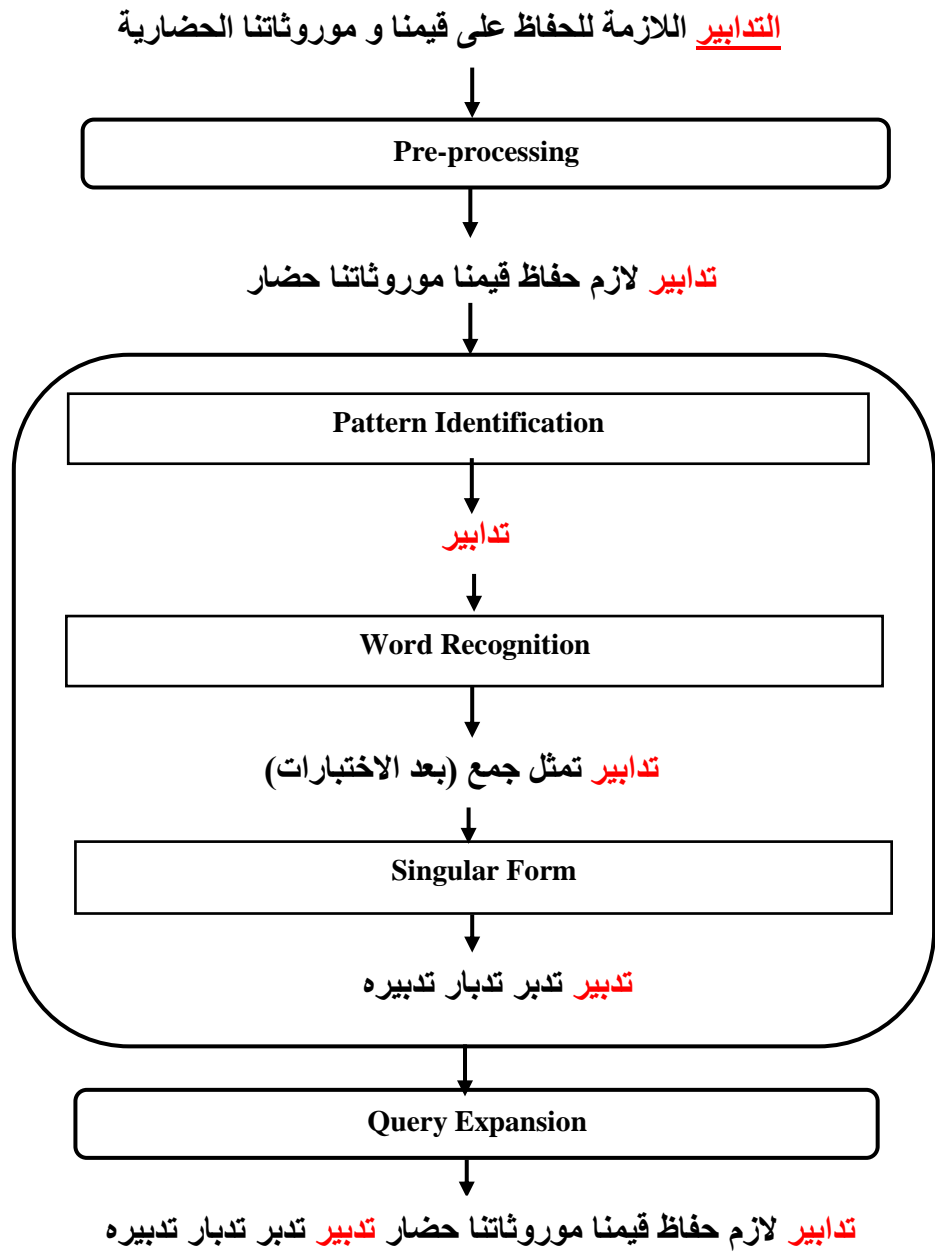 التدابير اللازمة للحفاظ على قيمنا و موروثاتنا الحضارية
Pre-processing
تدابير لازم حفاظ قيمنا موروثاتنا حضار
Pattern Identification
تدابير
Word Recognition
تدابير تمثل جمع (بعد الاختبارات)
Singular Form
تدبير تدبر تدبار تدبيره
Query Expansion
تدابير لازم حفاظ قيمنا موروثاتنا حضار تدبير تدبر تدبار تدبيره